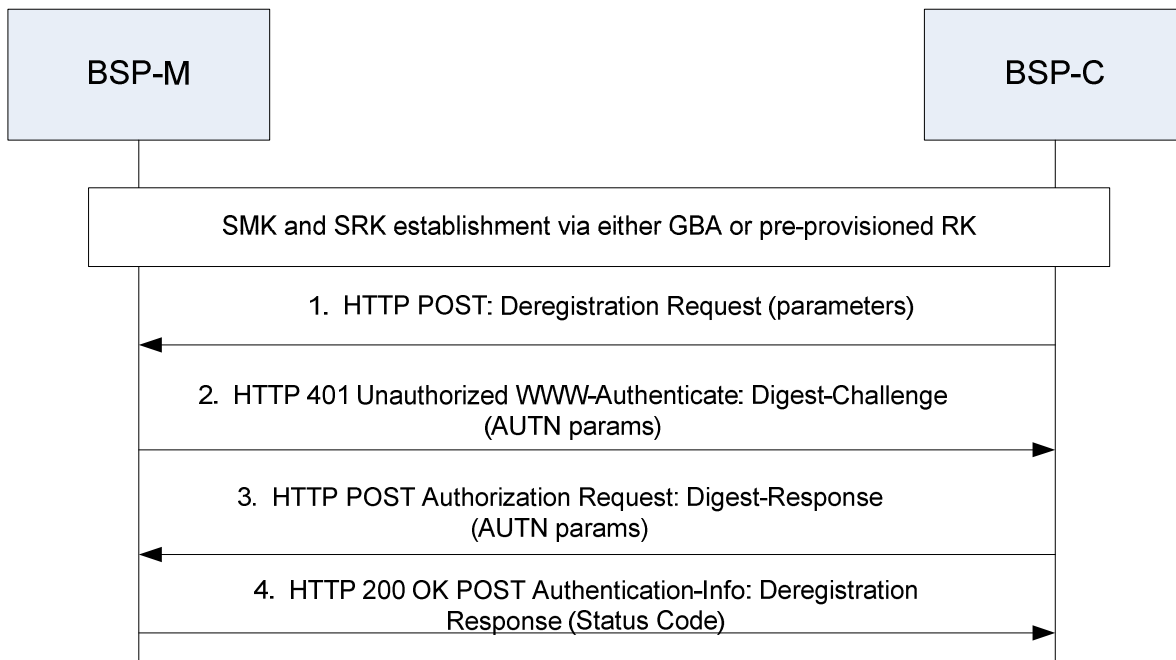 BSP-M
BSP-C
SMK and SRK establishment via either GBA or pre-provisioned RK
1. HTTP POST: Deregistration Request (parameters)
2. HTTP 401 Unauthorized WWW-Authenticate: Digest-Challenge
(AUTN params)
3. HTTP POST Authorization Request: Digest-Response
(AUTN params)
4. HTTP 200 OK POST Authentication-Info: Deregistration
Response (Status Code)